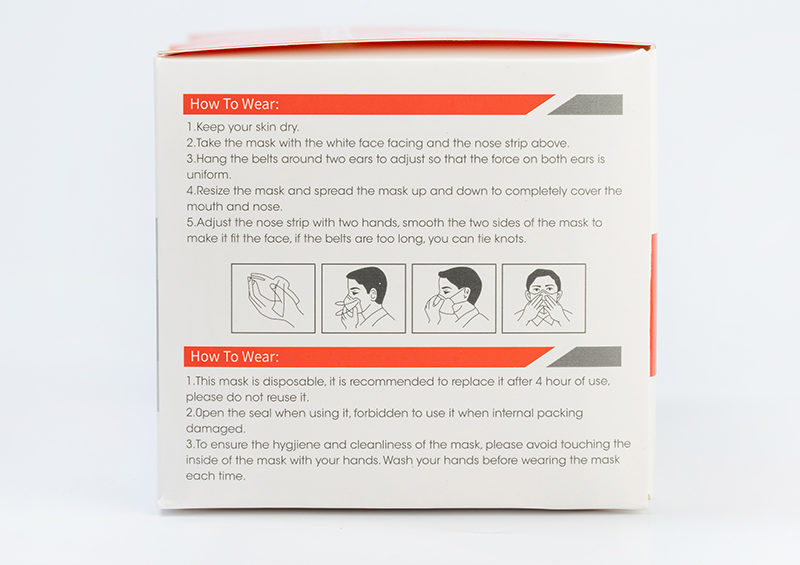 How To Wear:
1.Keep your skin dry.
2.Take the mask with the white face facing and the nose strip above.
3.Hang the belts around two ears to adjust so that the force on both ears is
uniform.
4.Resize the mask and spread the mask up and down to completely cover the
mouth and nose.
5.Adjust the nose strip with two hands, smooth the two sides of the mask to
make it fit the face, if the belts are too long, you can tie knots.
How To Wear:
1.This mask is disposable, it is recommended to replace it after 4 hour of use,
please do not reuse it.
2.Open the seal when using it, forbidden to use it when internal packing
damaged.
3.To ensure the hygjiene and cleanliness of the mask, please avoid touching the
inside of the mask with your hands. Wash your hands before wearing the mask
each time.